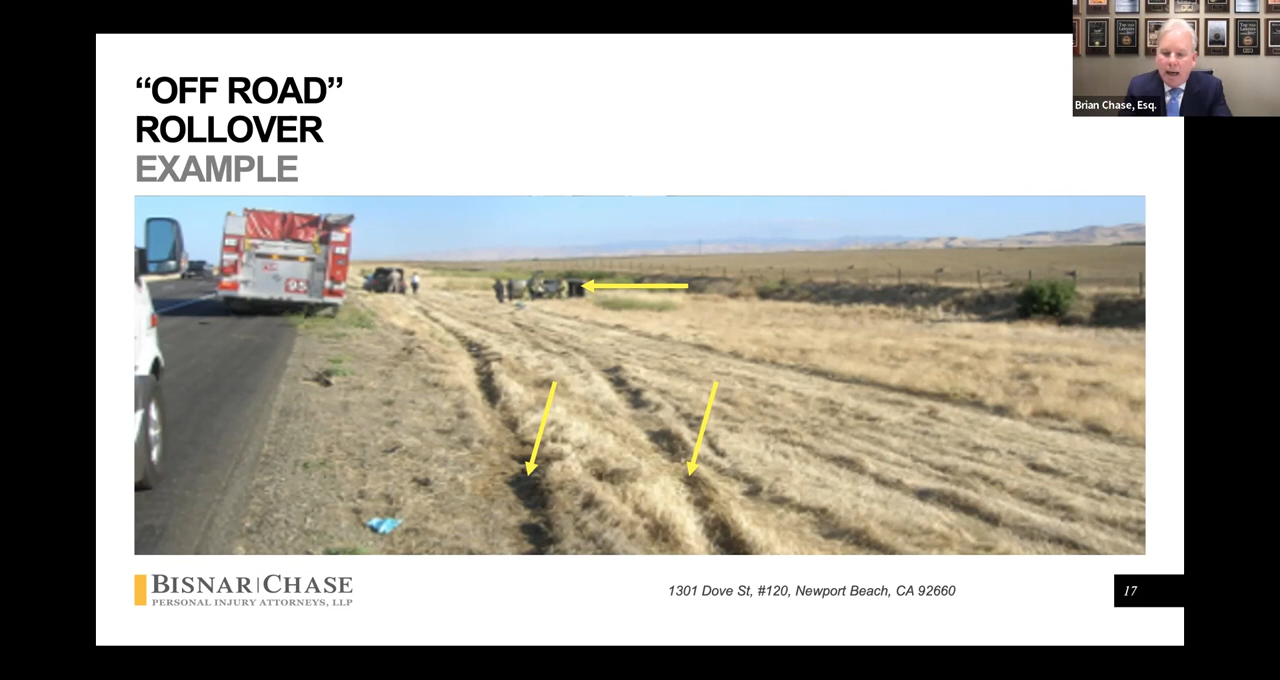 “OFF ROAD”
ROLLOVER
EXAMPLE
Brian Chase, Esq.
95
BISNAR|CHASE
PERSONAL INJURY ATTORNEYS, LLP
1301 Dove St, #120, Newport Beach, CA 92660
17